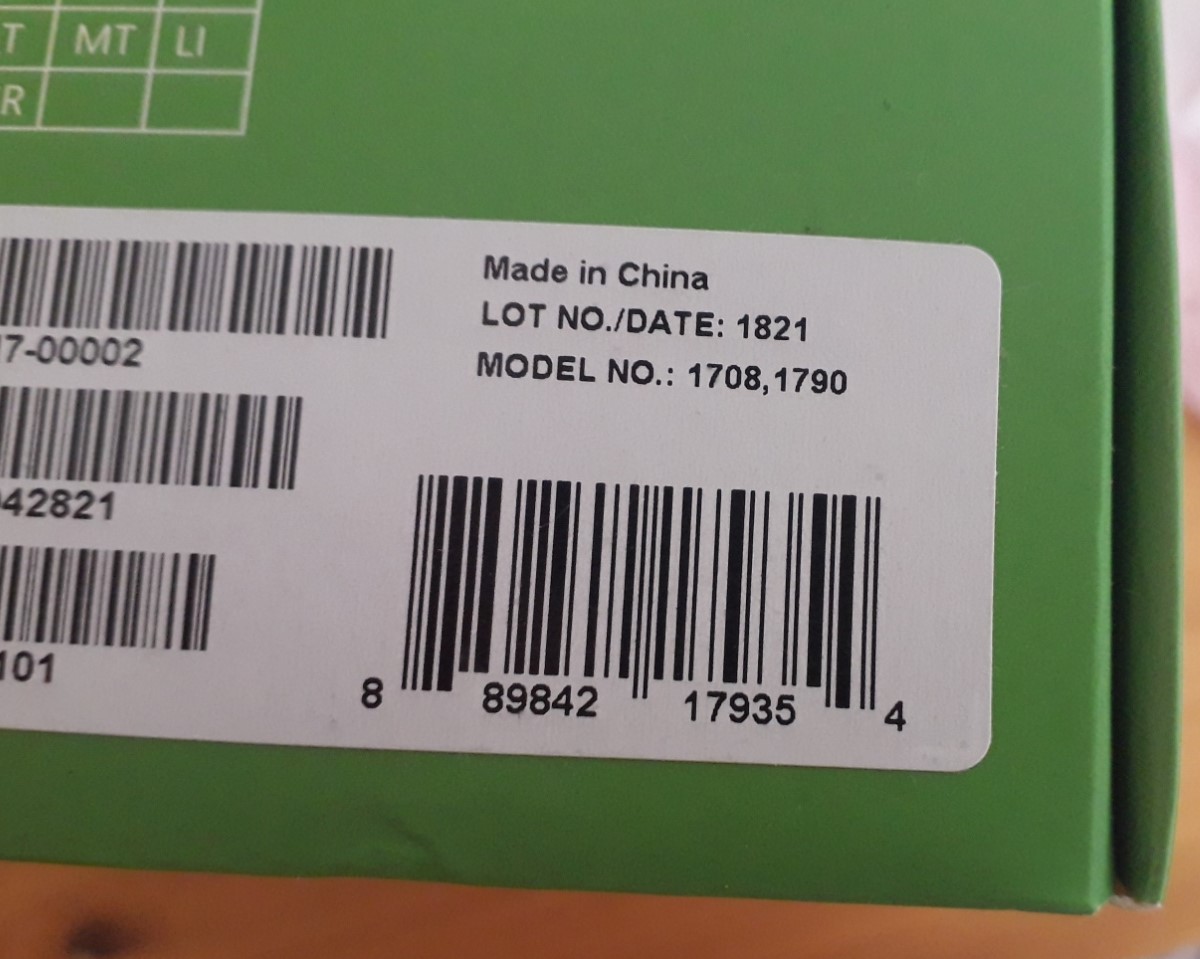 T MT LI
R
Made in China
LOT NO./DATE: 1821
MODEL NO.: 1708,1790
7-00002
42821
101
8 89842 17935 4